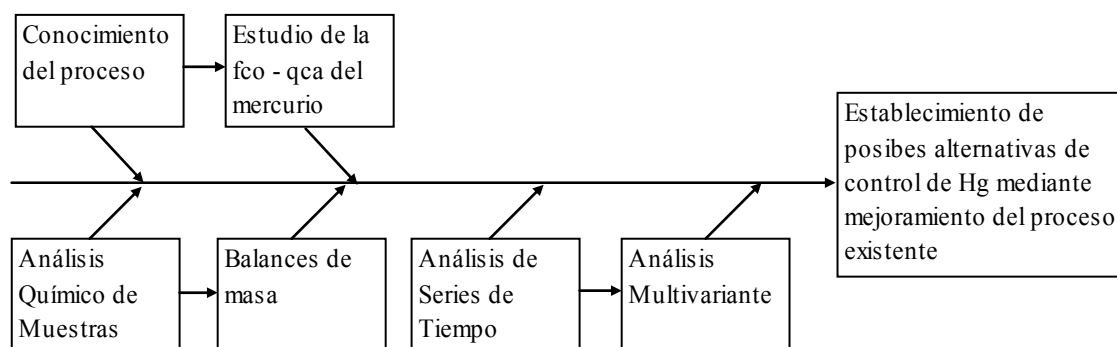 Conocimiento
del proceso
Estudio de la
fco - qca del
mercurio
Establecimiento de
posibes alternativas de
control de Hg mediante
mejoramiento del proceso
existente
Análisis
Químico de
Muestras
Balances de
masa
Análisis de
Series de
Tiempo
Análisis
Multivariante